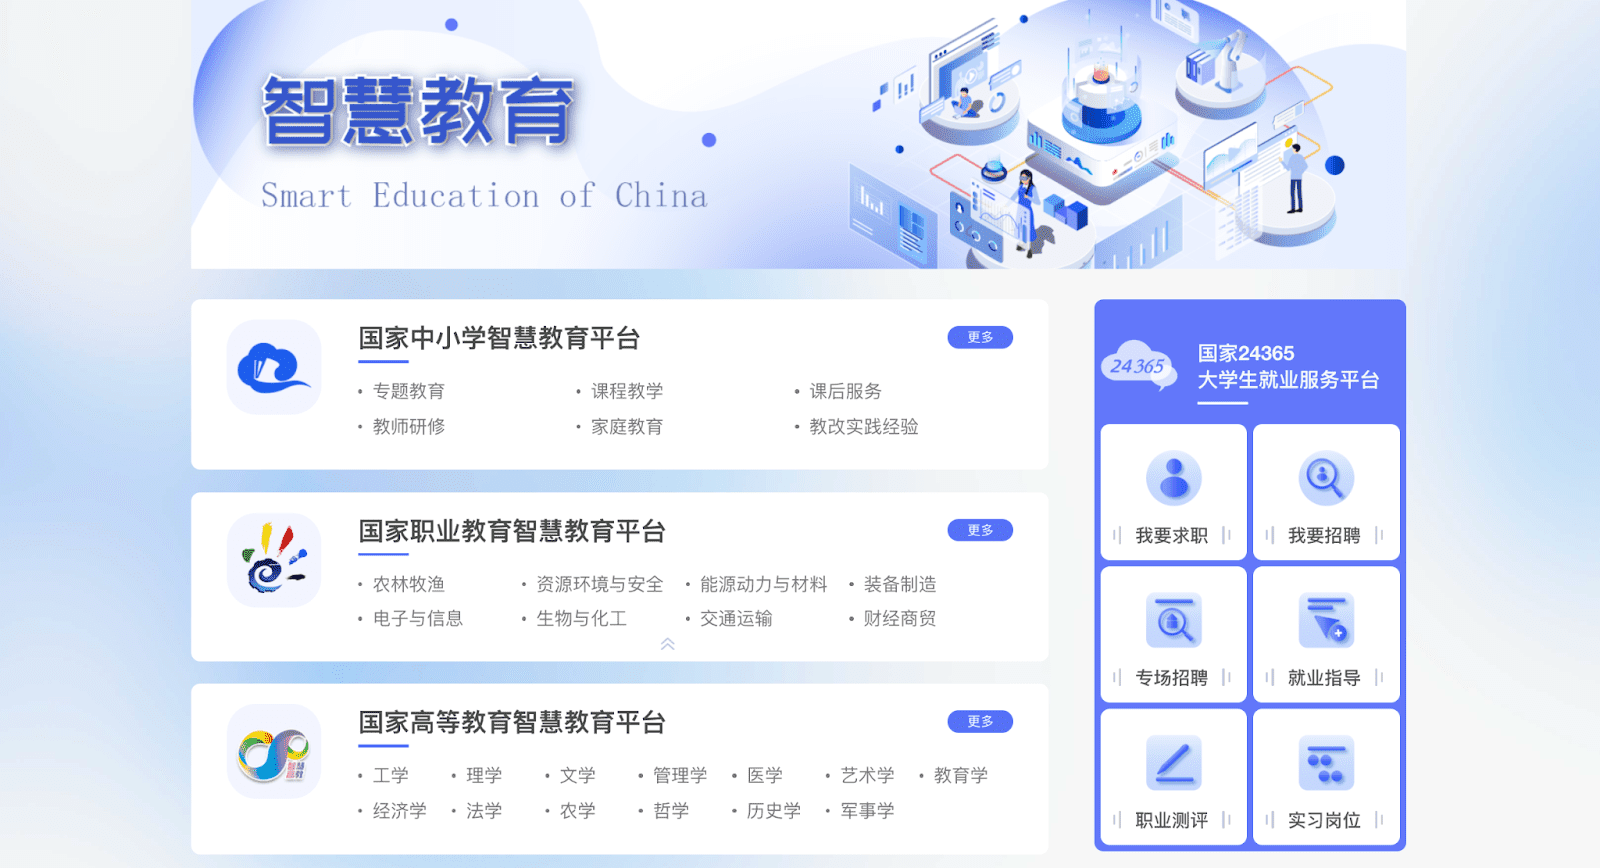 智慧教育
Smart Education of China
国家中小学智慧教育平台
更多
· 专题教育 · 课程教学 · 课后服务
· 教师研修 · 家庭教育 · 教改实践经验
国家职业教育智慧教育平台
更多
· 农林牧渔 · 资源环境与安全 · 能源动力与材料 · 装备制造
· 电子与信息 · 生物与化工 · 交通运输 · 财经商贸
国家高等教育智慧教育平台
更多
· 工学 · 理学 · 文学 · 管理学 · 医学 · 艺术学 · 教育学
· 经济学 · 法学 · 农学 · 哲学 · 历史学 · 军事学
智慧
慧教
24365
国家24365
大学生就业服务平台
我要求职
我要招聘
专场招聘
就业指导
职业测评
实习岗位